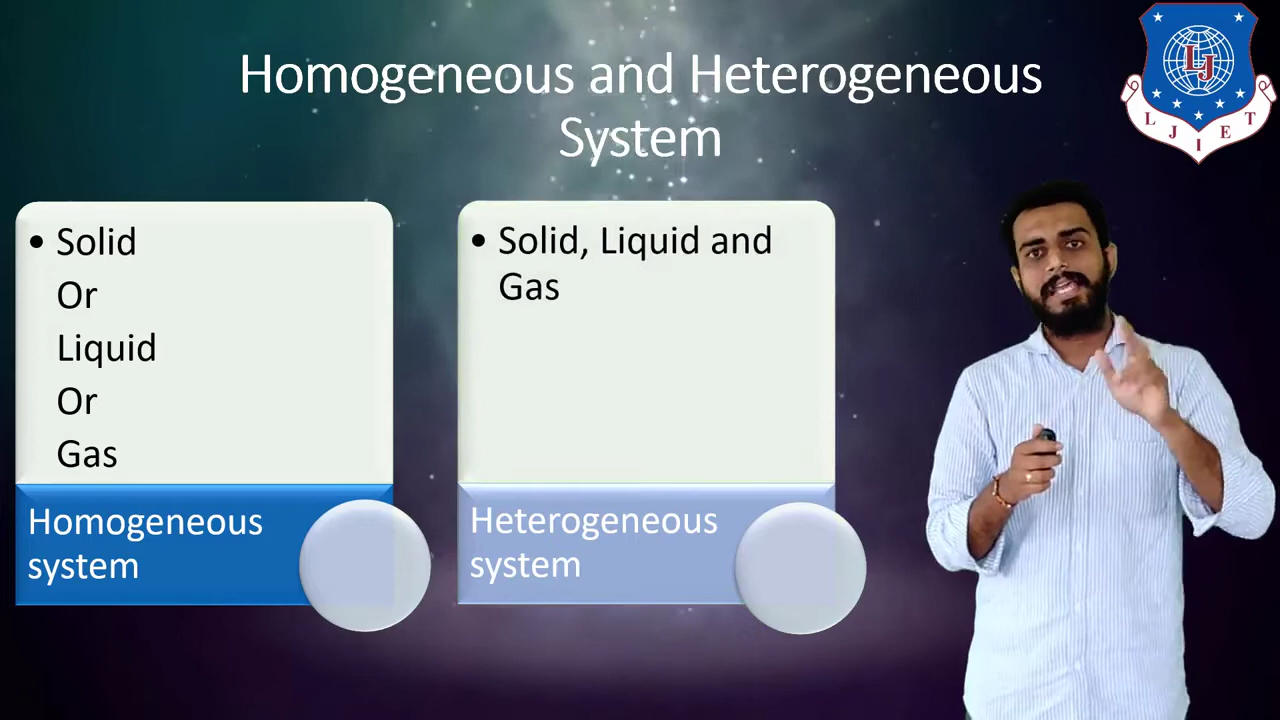 Homogeneous and Heterogeneous
System
• Solid
Or
Liquid
Or
Gas
Homogeneous
system
• Solid, Liquid and
Gas
Heterogeneous
system
LJ
L J I E T